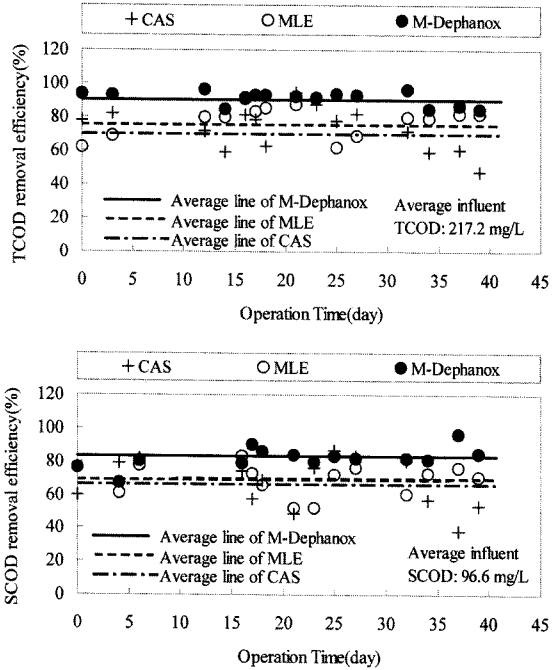 CAS MLE M-Dephanox
TCOD removal efficiency(%)
120
100
80
60
40
20
0
Average line of M-Dephanox
Average line of MLE
Average line of CAS
Average influent
TCOD: 217.2 mg/L
0 5 10 15 20 25 30 35 40 45
Operation Time(day)
CAS MLE M-Dephanox
SCOD removal efficiency(%)
120
100
80
60
40
20
0
Average line of M-Dephanox
Average line of MLE
Average line of CAS
Average influent
SCOD: 96.6 mg/L
0 5 10 15 20 25 30 35 40 45
Operation Time(day)